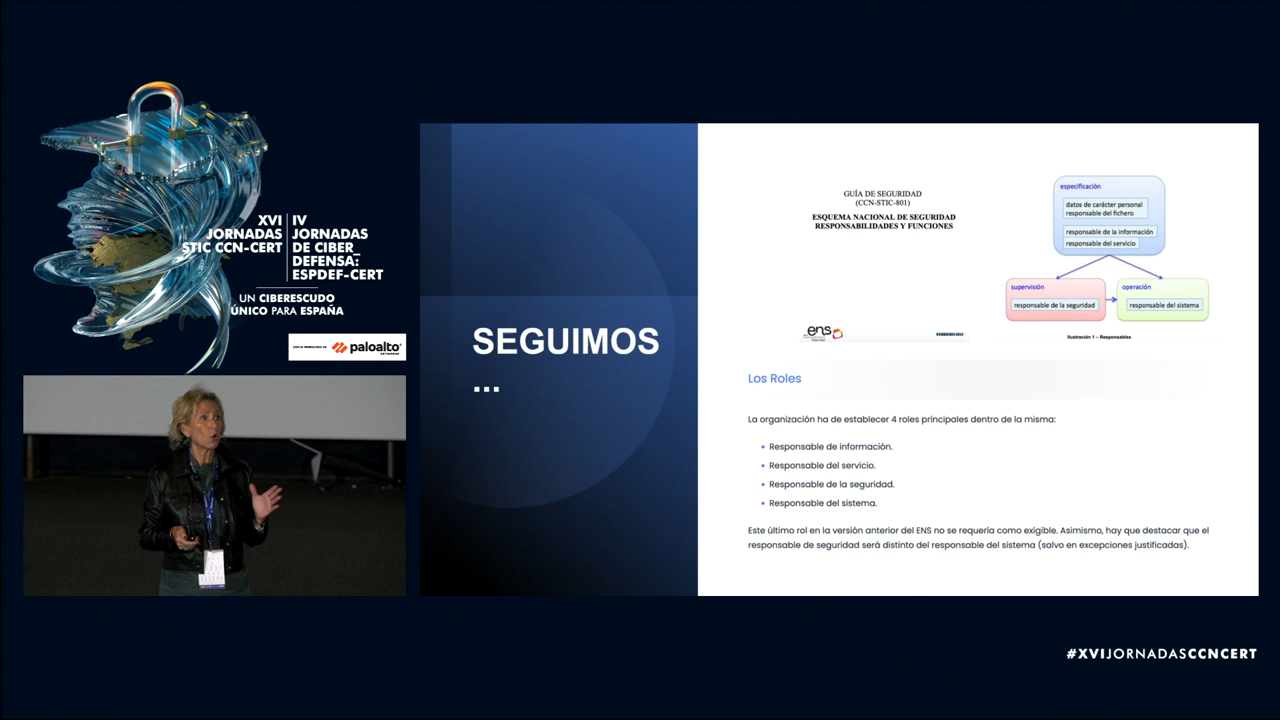 XVI
JORNADAS
STIC CCN-CERT
IV
JORNADAS
DE CIBER
DEFENSA:
ESPDEF-CERT
UN CIBERESCUDO
ÚNICO PARA ESPAÑA
paloalto
NETWORKS
SEGUIMOS
...
GUÍA DE SEGURIDAD
(CCN-STIC-801)
ESQUEMA NACIONAL DE SEGURIDAD
RESPONSABILIDADES Y FUNCIONES
ens
especificación
datos de carácter personal
responsable del fichero
responsable de la información
responsable del servicio
supervisión
responsable de la seguridad
operación
responsable del sistema
Ilustración 1 – Responsables
Los Roles
La organización ha de establecer 4 roles principales dentro de la misma:
• Responsable de información.
• Responsable del servicio.
• Responsable de la seguridad.
• Responsable del sistema.
Este último rol en la versión anterior del ENS no se requería como exigible. Asimismo, hay que destacar que el
responsable de seguridad será distinto del responsable del sistema (salvo en excepciones justificadas).
#XVIJORNADASCCNCERT